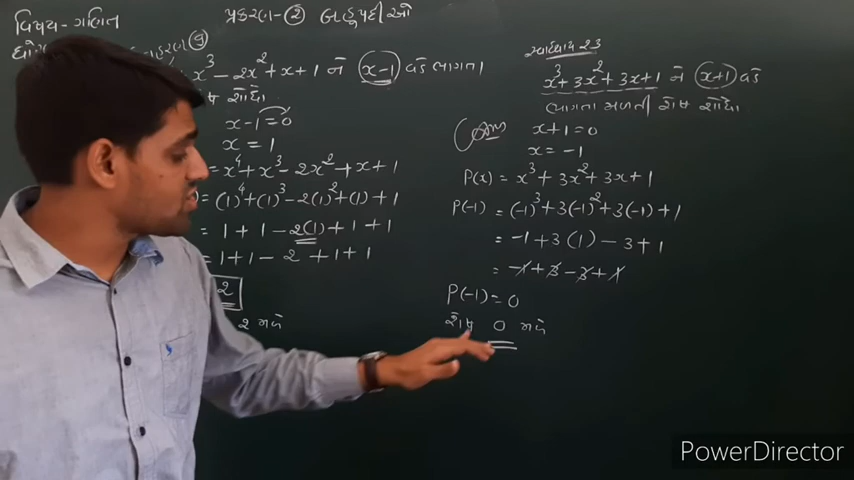 વિષય-ગણિત
પ્રકરણ-② બહુપદીઓ
x³ - 2x² + x + 1 ને (x-1) વડે ભાગતા
શેષ શોધો
x-1=0
x = 1
= x⁴ + x³ - 2x² + x + 1
= (1)⁴ + (1)³ - 2(1)² + (1) + 1
= 1 + 1 - 2(1) + 1 + 1
= 1 + 1 - 2 + 1 + 1
2
2 મળે
સ્વાધ્યાય 2.3
x³ + 3x² + 3x + 1 ને (x+1) વડે
ભાગતા મળતી શેષ શોધો
Ans
x + 1 = 0
x = -1
P(x) = x³ + 3x² + 3x + 1
P(-1) = (-1)³ + 3(-1)² + 3(-1) + 1
= -1 + 3(1) - 3 + 1
= -1 + 3 - 3 + 1
P(-1) = 0
શેષ 0 મળે
PowerDirector